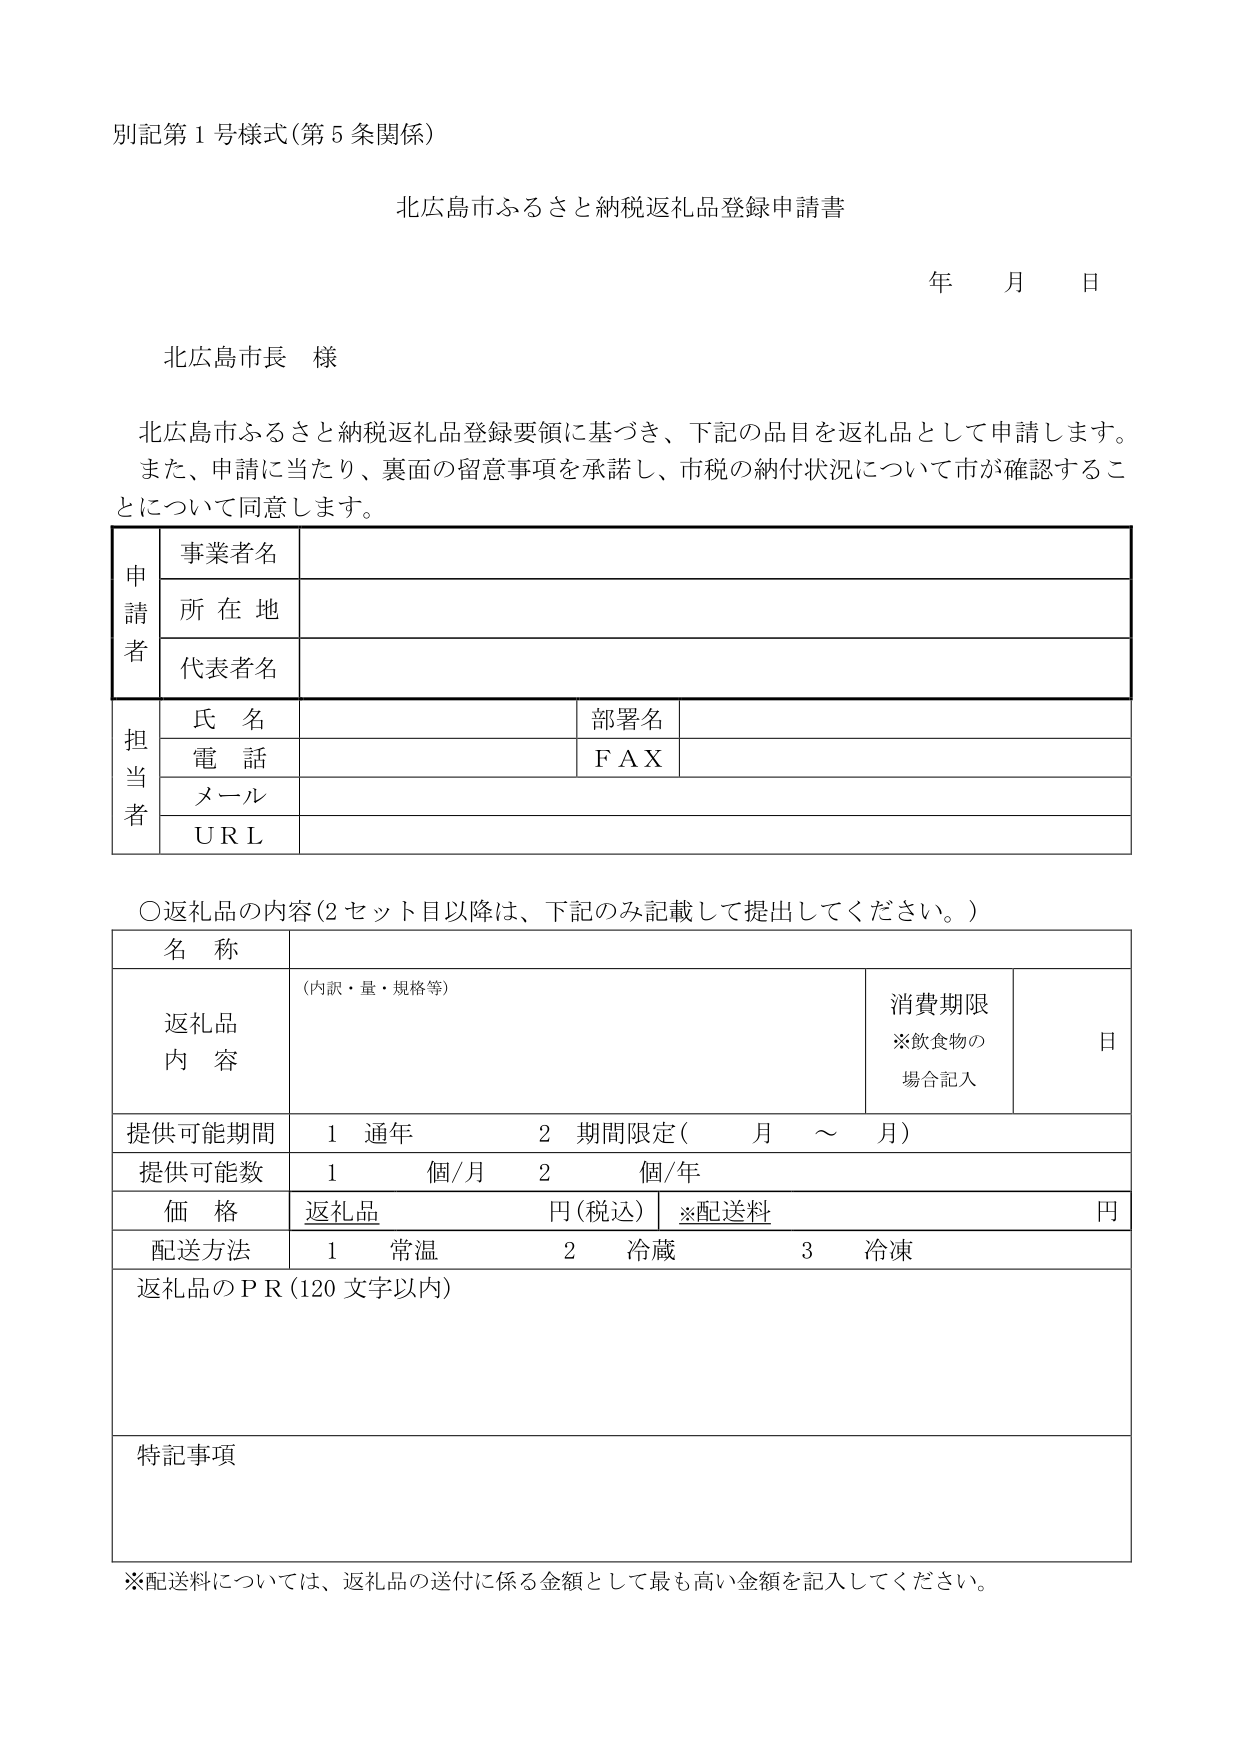 別記第1号様式(第5条関係)
北広島市ふるさと納税返礼品登録申請書
年　　月　　日
北広島市長　様
北広島市ふるさと納税返礼品登録要領に基づき、下記の品目を返礼品として申請します。
また、申請に当たり、裏面の留意事項を承諾し、市税の納付状況について市が確認するこ
とについて同意します。
申請者
事業者名
所在地
代表者名
担当者
氏　名　部署名
電　話　ＦＡＸ
メール
ＵＲＬ
〇返礼品の内容(2セット目以降は、下記のみ記載して提出してください。)
名　称
返礼品
内　容
(内訳・量・規格等)
消費期限
※飲食物の
場合記入
日
提供可能期間　1　通年　2　期間限定(　　月　～　月)
提供可能数　1　個/月　2　個/年
価　格　返礼品　円(税込)　※配送料　円
配送方法　1　常温　2　冷蔵　3　冷凍
返礼品のＰＲ(120文字以内)
特記事項
※配送料については、返礼品の送付に係る金額として最も高い金額を記入してください。